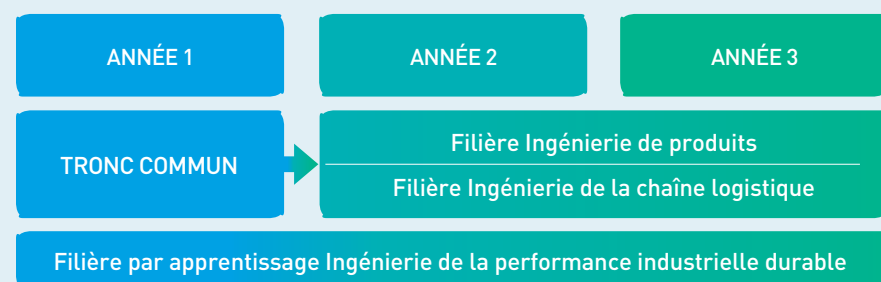 ANNÉE 1
ANNÉE 2
ANNÉE 3
TRONC COMMUN
Filière Ingénierie de produits
Filière Ingénierie de la chaîne logistique
Filière par apprentissage Ingénierie de la performance industrielle durable